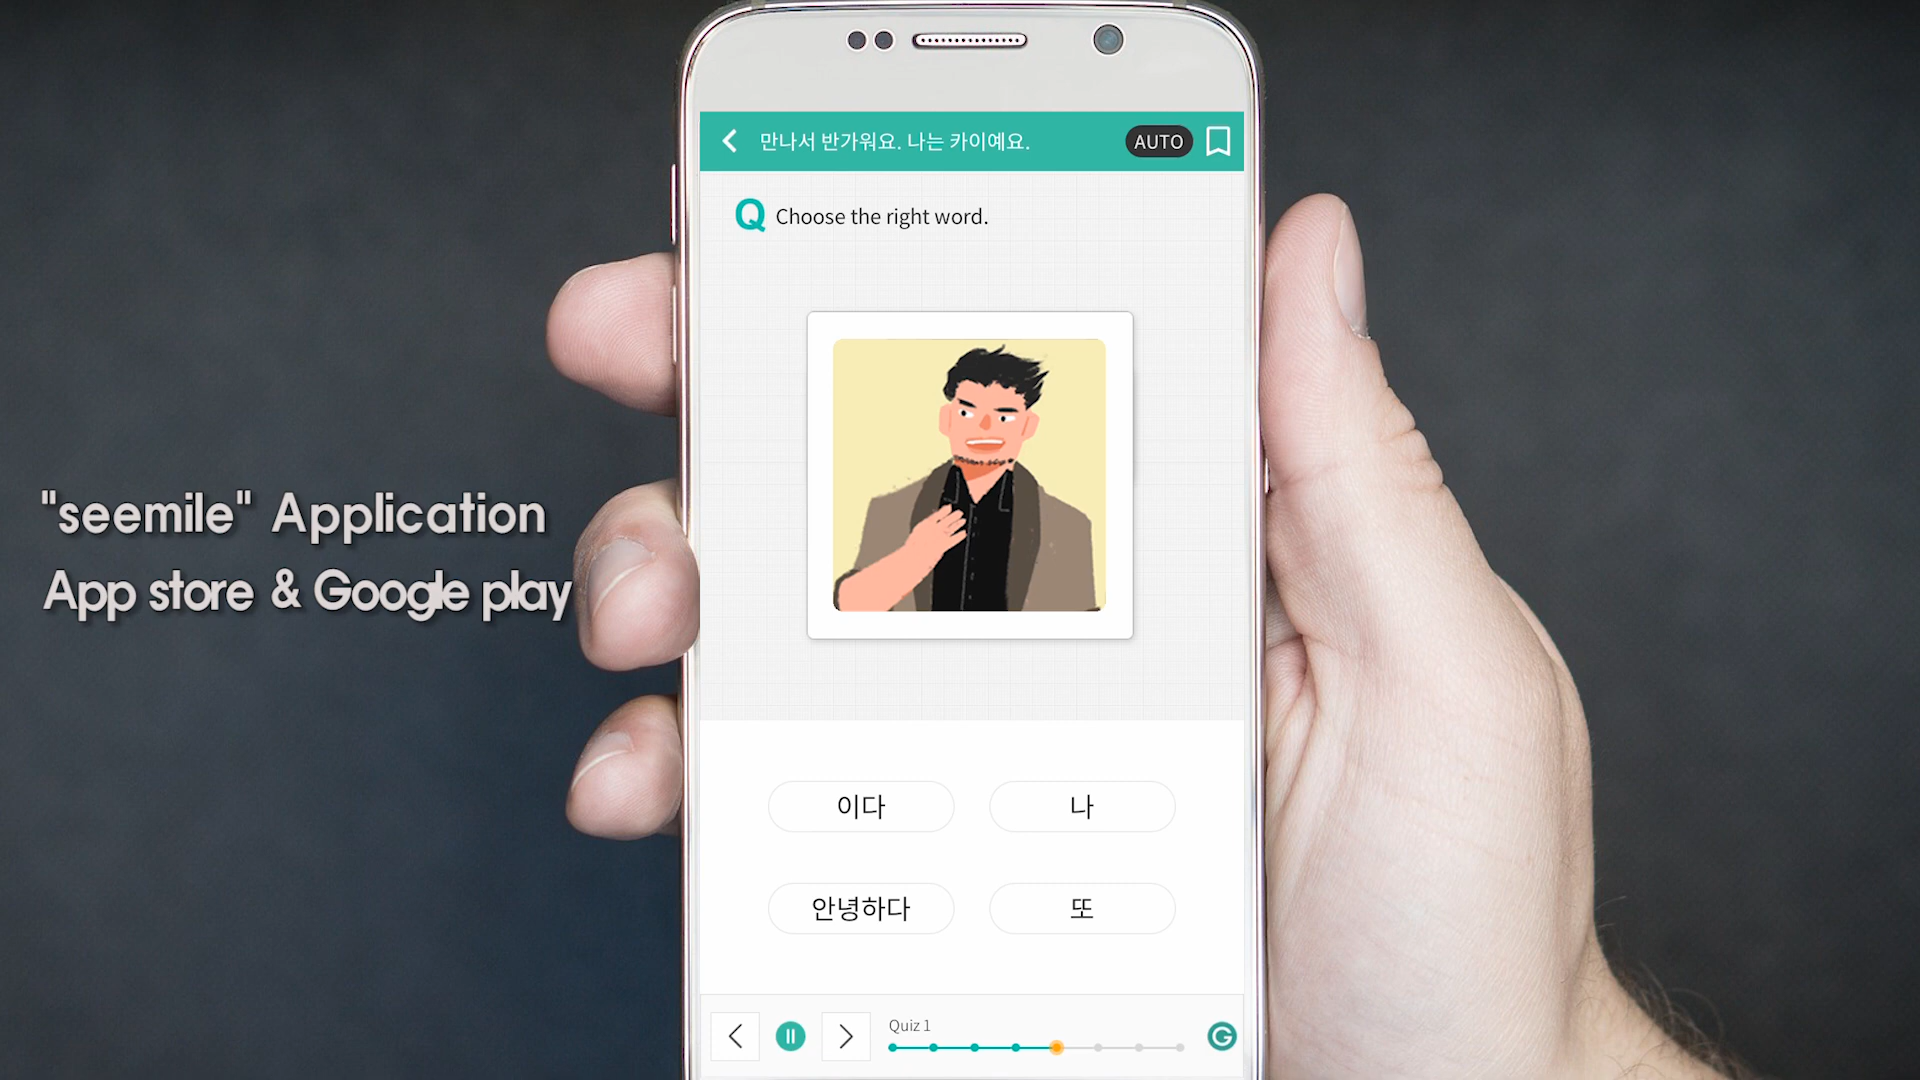 만나서 반가워요. 나는 카이예요.
AUTO
Q Choose the right word.
"seemile" Application
App store & Google play
이다
나
안녕하다
또
Quiz 1
G